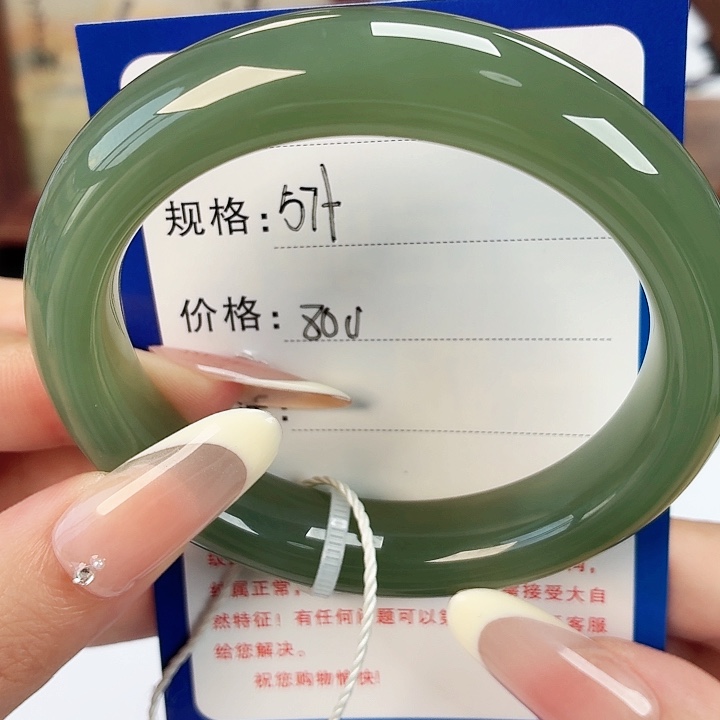 规格: 57+
价格: 800
属正常,
接受大自
然特征！有任何问题可以
客服
给您解决。
祝您购物愉快!